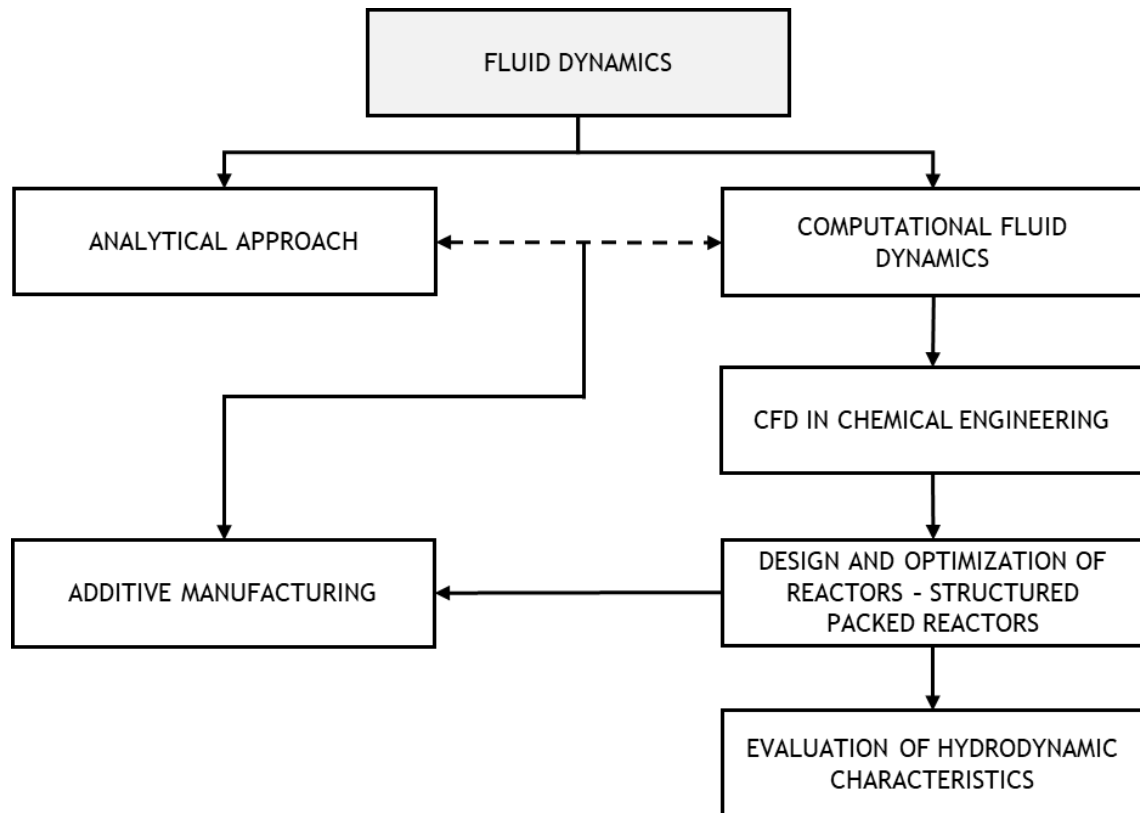 FLUID DYNAMICS
ANALYTICAL APPROACH
COMPUTATIONAL FLUID
DYNAMICS
CFD IN CHEMICAL ENGINEERING
ADDITIVE MANUFACTURING
DESIGN AND OPTIMIZATION OF
REACTORS – STRUCTURED
PACKED REACTORS
EVALUATION OF HYDRODYNAMIC
CHARACTERISTICS